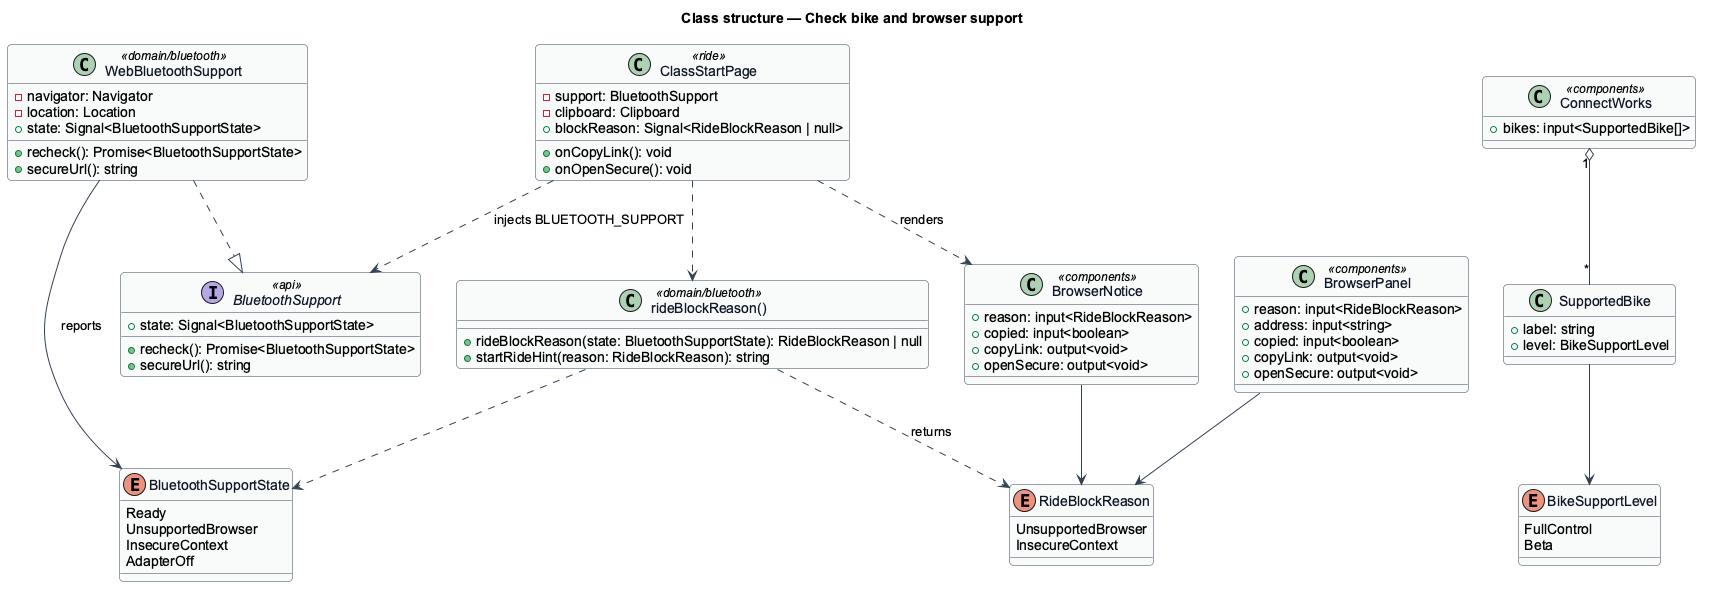 Class structure — Check bike and browser support
«domain/bluetooth»
C WebBluetoothSupport
navigator: Navigator
location: Location
state: Signal<BluetoothSupportState>
recheck(): Promise<BluetoothSupportState>
secureUrl(): string
«ride»
C ClassStartPage
support: BluetoothSupport
clipboard: Clipboard
blockReason: Signal<RideBlockReason | null>
onCopyLink(): void
onOpenSecure(): void
«components»
C ConnectWorks
bikes: input<SupportedBike[]>
1
injects BLUETOOTH_SUPPORT
renders
*
reports
«api»
I BluetoothSupport
state: Signal<BluetoothSupportState>
recheck(): Promise<BluetoothSupportState>
secureUrl(): string
«domain/bluetooth»
C rideBlockReason()
rideBlockReason(state: BluetoothSupportState): RideBlockReason | null
startRideHint(reason: RideBlockReason): string
«components»
C BrowserNotice
reason: input<RideBlockReason>
copied: input<boolean>
copyLink: output<void>
openSecure: output<void>
«components»
C BrowserPanel
reason: input<RideBlockReason>
address: input<string>
copied: input<boolean>
copyLink: output<void>
openSecure: output<void>
C SupportedBike
label: string
level: BikeSupportLevel
returns
E BluetoothSupportState
Ready
UnsupportedBrowser
InsecureContext
AdapterOff
E RideBlockReason
UnsupportedBrowser
InsecureContext
E BikeSupportLevel
FullControl
Beta